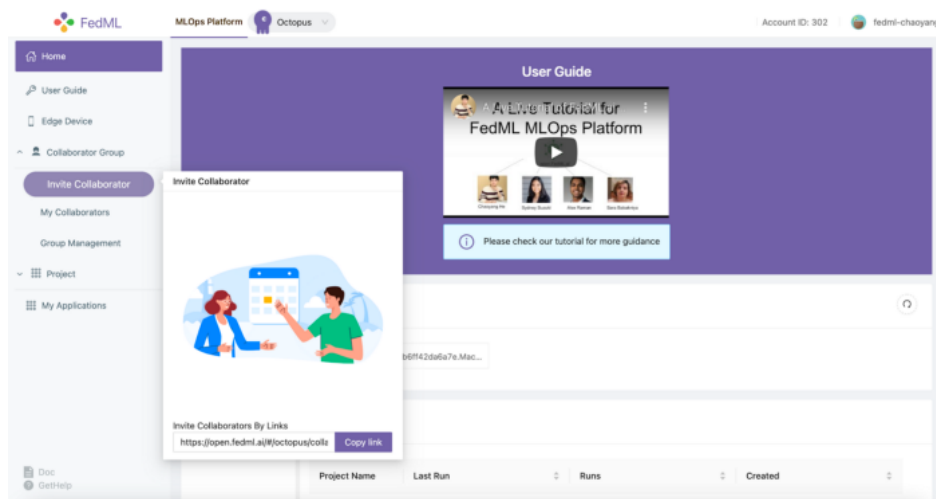 FedML
MLOps Platform
Octopus
Account ID: 302
fedml-chaoyang
Home
User Guide
Edge Device
Collaborator Group
Invite Collaborator
My Collaborators
Group Management
Project
My Applications
Doc
GetHelp
Invite Collaborator
Invite Collaborators By Links
https://open.fedml.ai/#/octopus/colla
Copy link
User Guide
A Live Tutorial for
FedML MLOps Platform
Chaoyang He
Please check our tutorial for more guidance
b6ff42da6a7e.Mac...
Project Name Last Run Runs Created